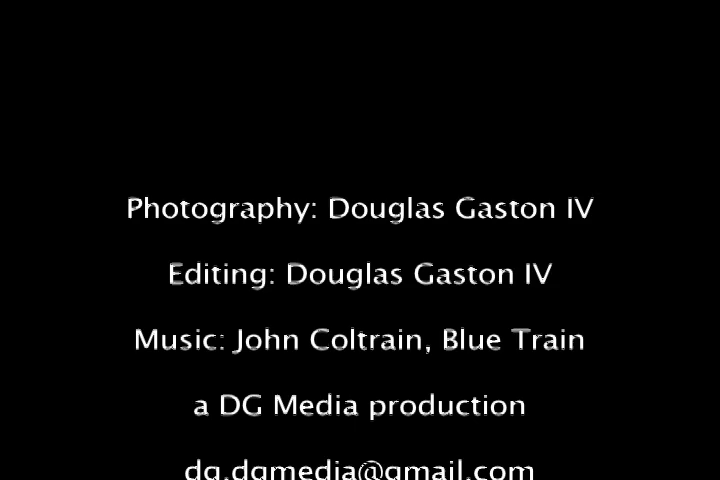 Photography: Douglas Gaston IV
Editing: Douglas Gaston IV
Music: John Coltrain, Blue Train
a DG Media production
dg.dgmedia@gmail.com